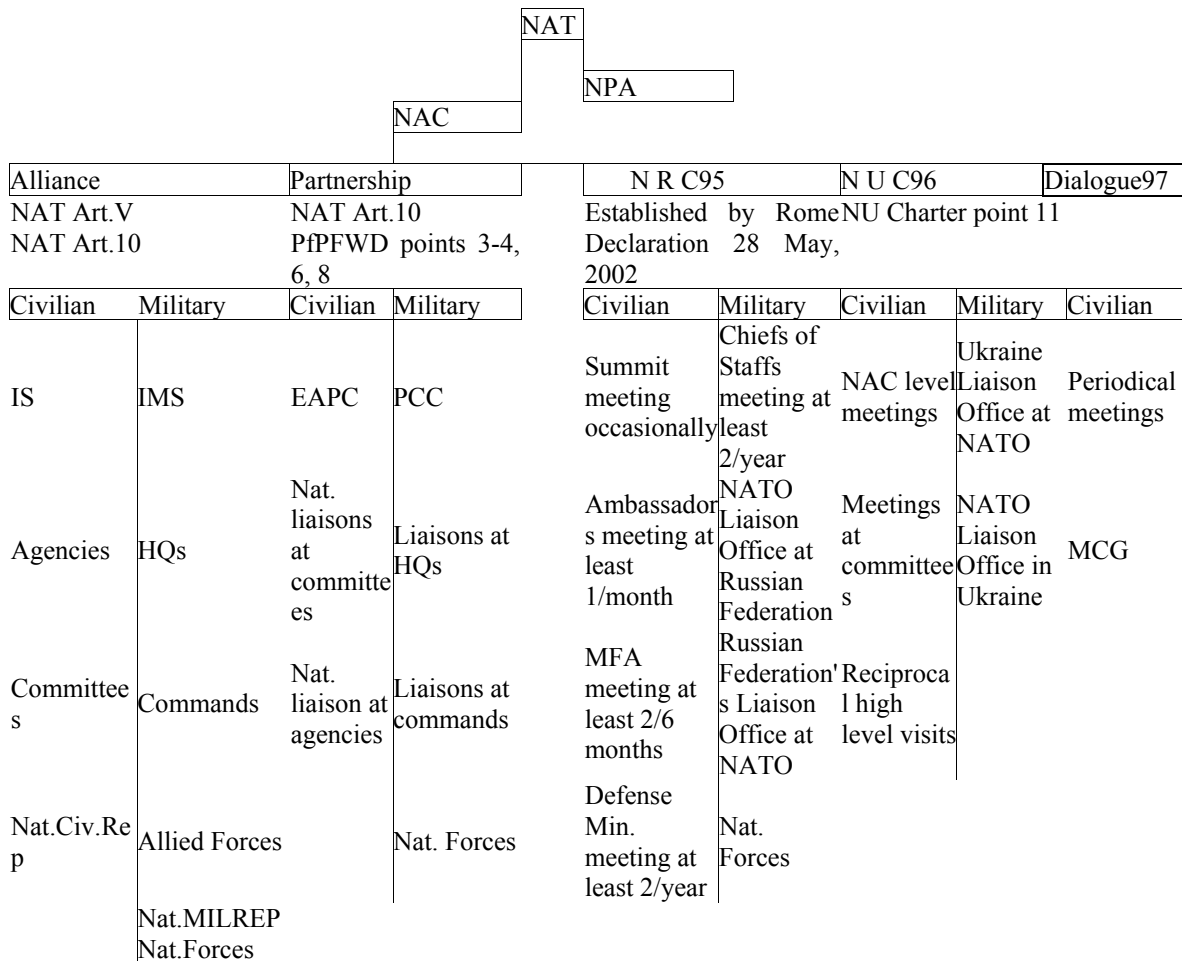 NAT
NPA
NAC
Alliance Partnership N R C95 N U C96 Dialogue97
NAT Art.V
NAT Art.10
NAT Art.10
PfPFWD points 3-4,
6, 8
Established by Rome
Declaration 28 May,
2002
NU Charter point 11
Civilian Military Civilian Military Civilian Military Civilian Military Civilian
IS
IMS
EAPC
PCC
Summit
meeting
occasionally
Chiefs of
Staffs
meeting at
least
2/year
NAC level
meetings
Ukraine
Liaison
Office at
NATO
Periodical
meetings
Agencies
HQs
Nat.
liaisons
at
committe
es
Liaisons at
HQs
Ambassador
s meeting at
least
1/month
NATO
Liaison
Office at
Russian
Federation
Meetings
at
committee
s
NATO
Liaison
Office in
Ukraine
MCG
Committee
s
Commands
Nat.
liaison at
agencies
Liaisons at
commands
MFA
meeting at
least 2/6
months
Russian
Federation'
s Liaison
Office at
NATO
Reciproca
l high
level visits
Nat.Civ.Re
p
Allied Forces
Nat. Forces
Defense
Min.
meeting at
least 2/year
Nat.
Forces
Nat.MILREP
Nat.Forces